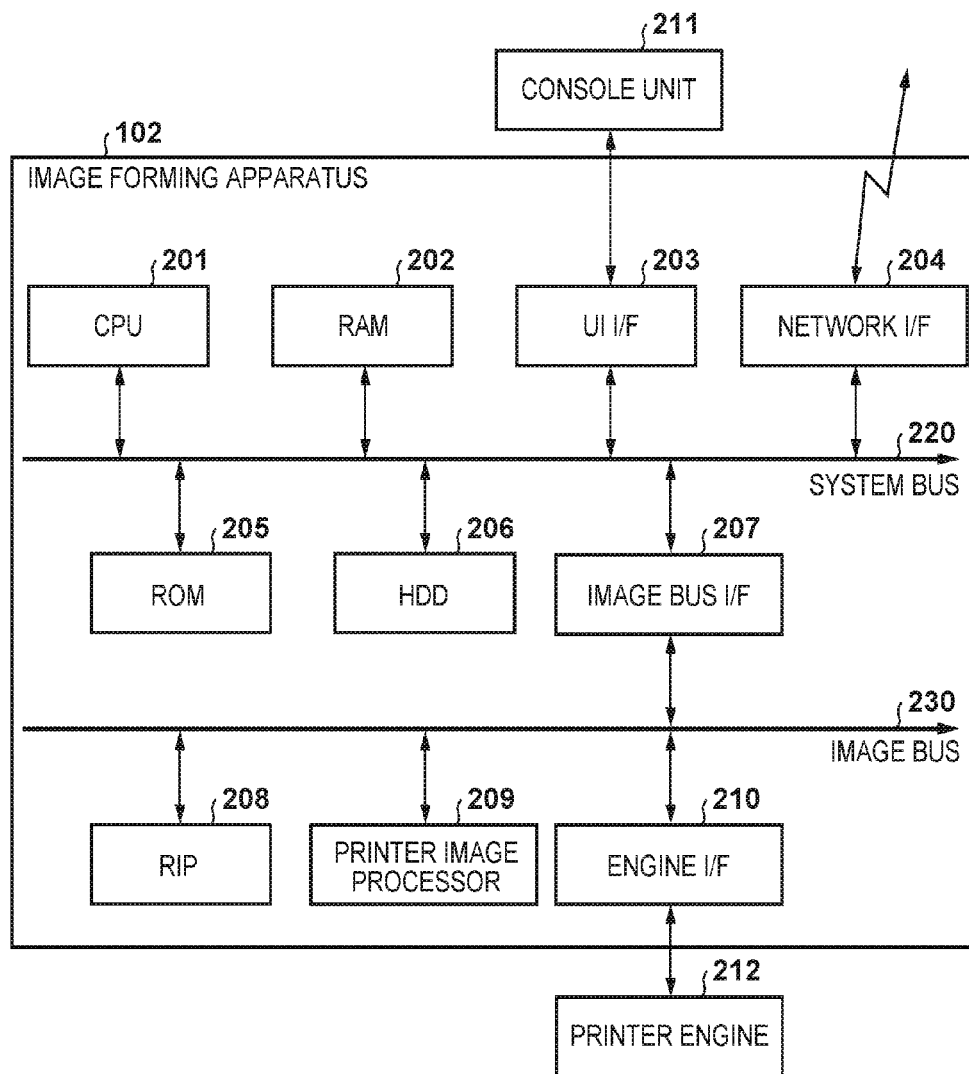 211
CONSOLE UNIT
102
IMAGE FORMING APPARATUS
201
202
203
204
CPU
RAM
UI I/F
NETWORK I/F
220
SYSTEM BUS
205
206
207
ROM
HDD
IMAGE BUS I/F
230
IMAGE BUS
208
209
210
RIP
PRINTER IMAGE
PROCESSOR
ENGINE I/F
212
PRINTER ENGINE